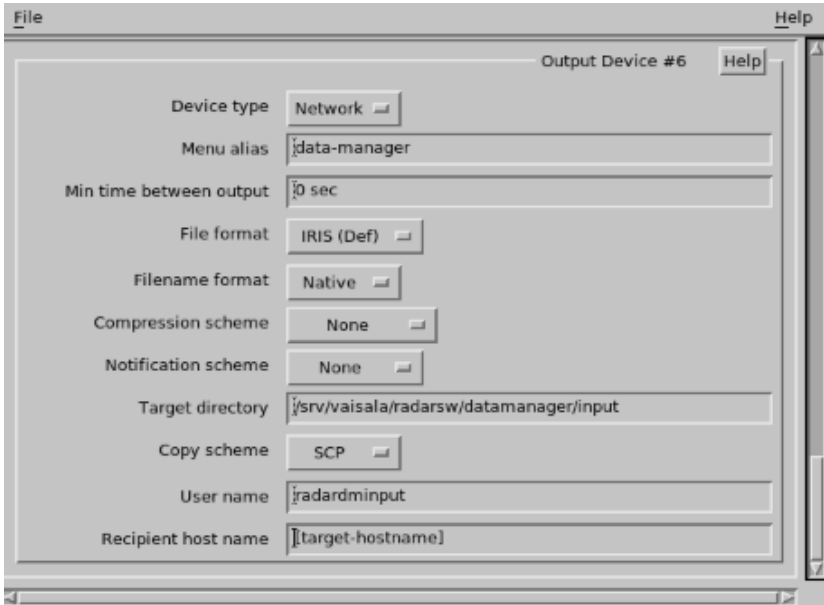 File Help
Output Device #6 Help
Device type Network
Menu alias data-manager
Min time between output 0 sec
File format IRIS (Def)
Filename format Native
Compression scheme None
Notification scheme None
Target directory /srv/vaisala/radarsw/datamanager/input
Copy scheme SCP
User name radardminput
Recipient host name [target-hostname]